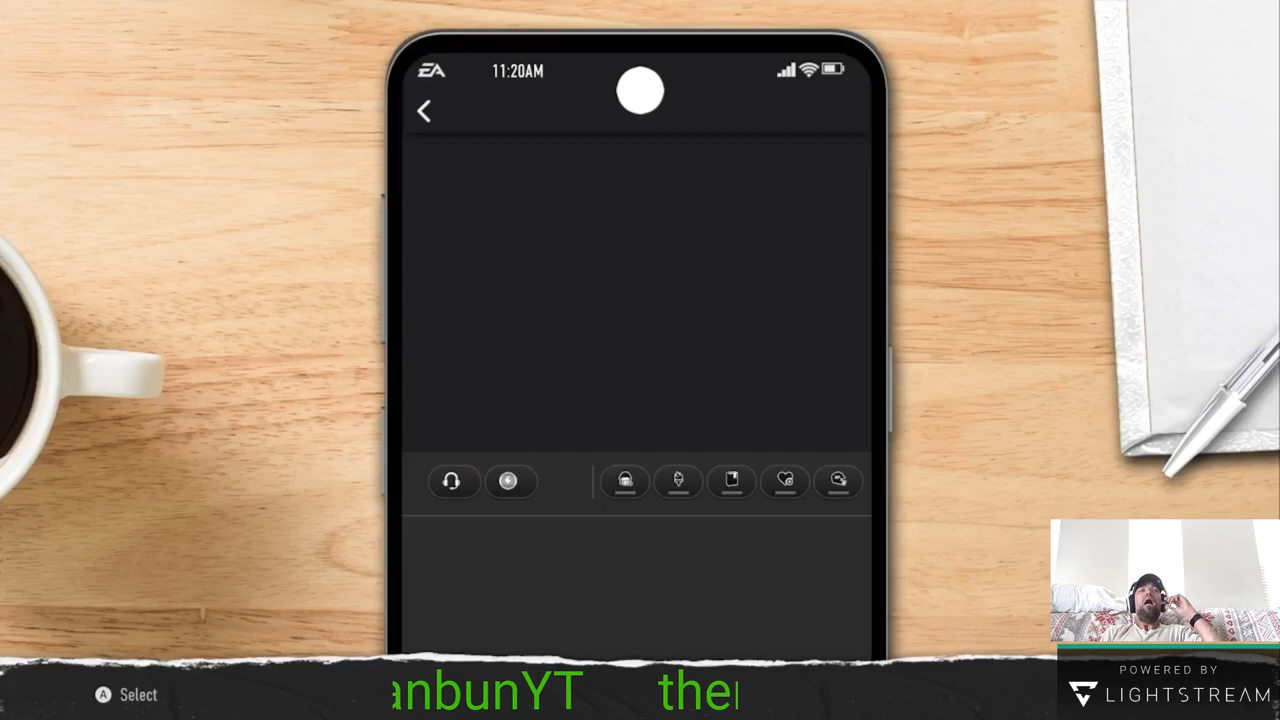 EA 11:20AM
A Select
anbunYT the
POWERED BY
LIGHTSTREAM